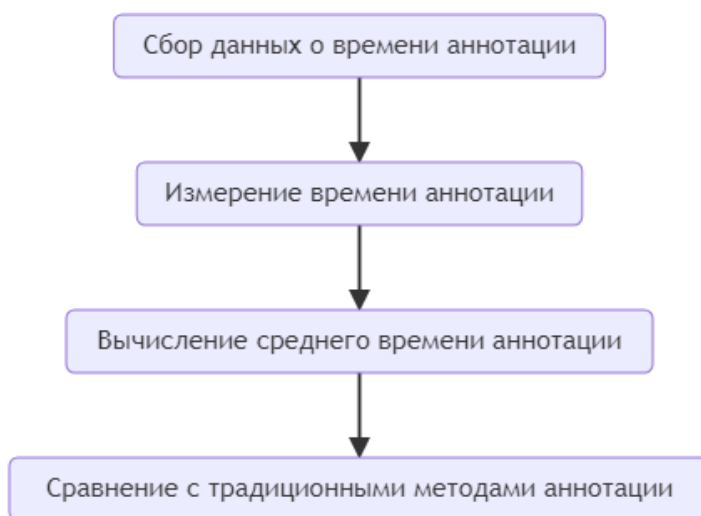 Сбор данных о времени аннотации
Измерение времени аннотации
Вычисление среднего времени аннотации
Сравнение с традиционными методами аннотации